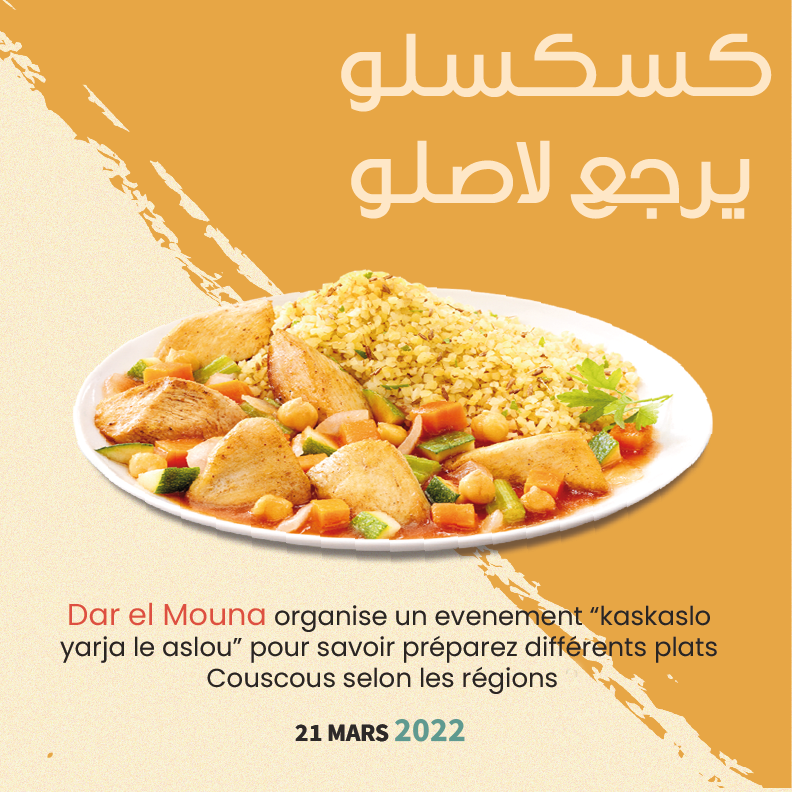 كسكسلو
يرجع لاصلو
Dar el Mouna organise un evenement “kaskaslo
yarja le aslou” pour savoir préparez différents plats
Couscous selon les régions
21 MARS 2022